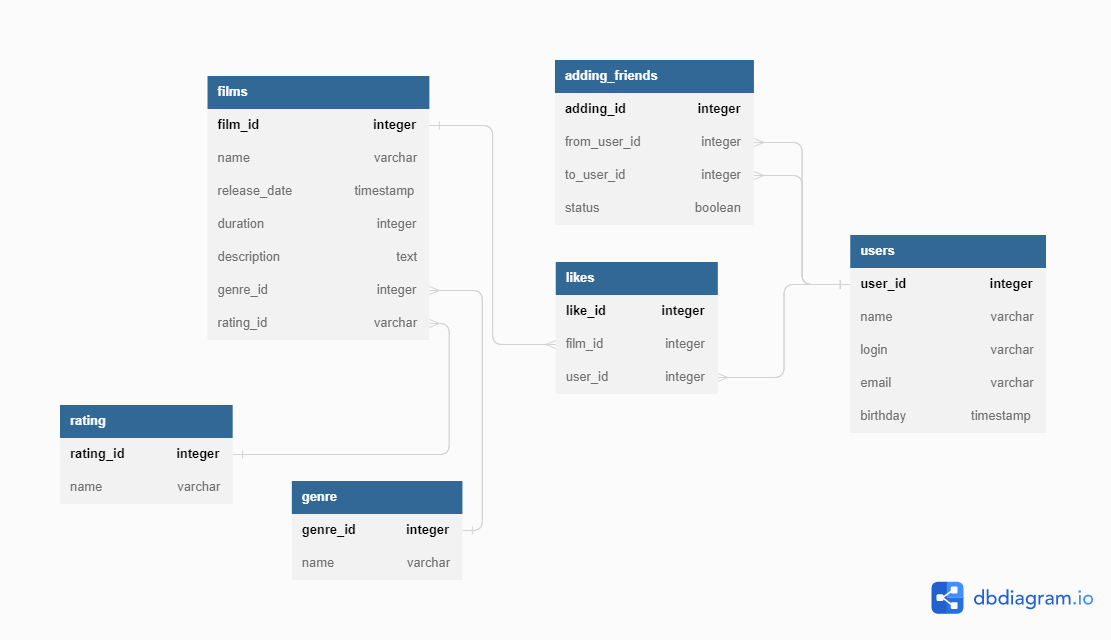 films
film_id integer
name varchar
release_date timestamp
duration integer
description text
genre_id integer
rating_id varchar
adding_friends
adding_id integer
from_user_id integer
to_user_id integer
status boolean
likes
like_id integer
film_id integer
user_id integer
users
user_id integer
name varchar
login varchar
email varchar
birthday timestamp
rating
rating_id integer
name varchar
genre
genre_id integer
name varchar
dbdiagram.io